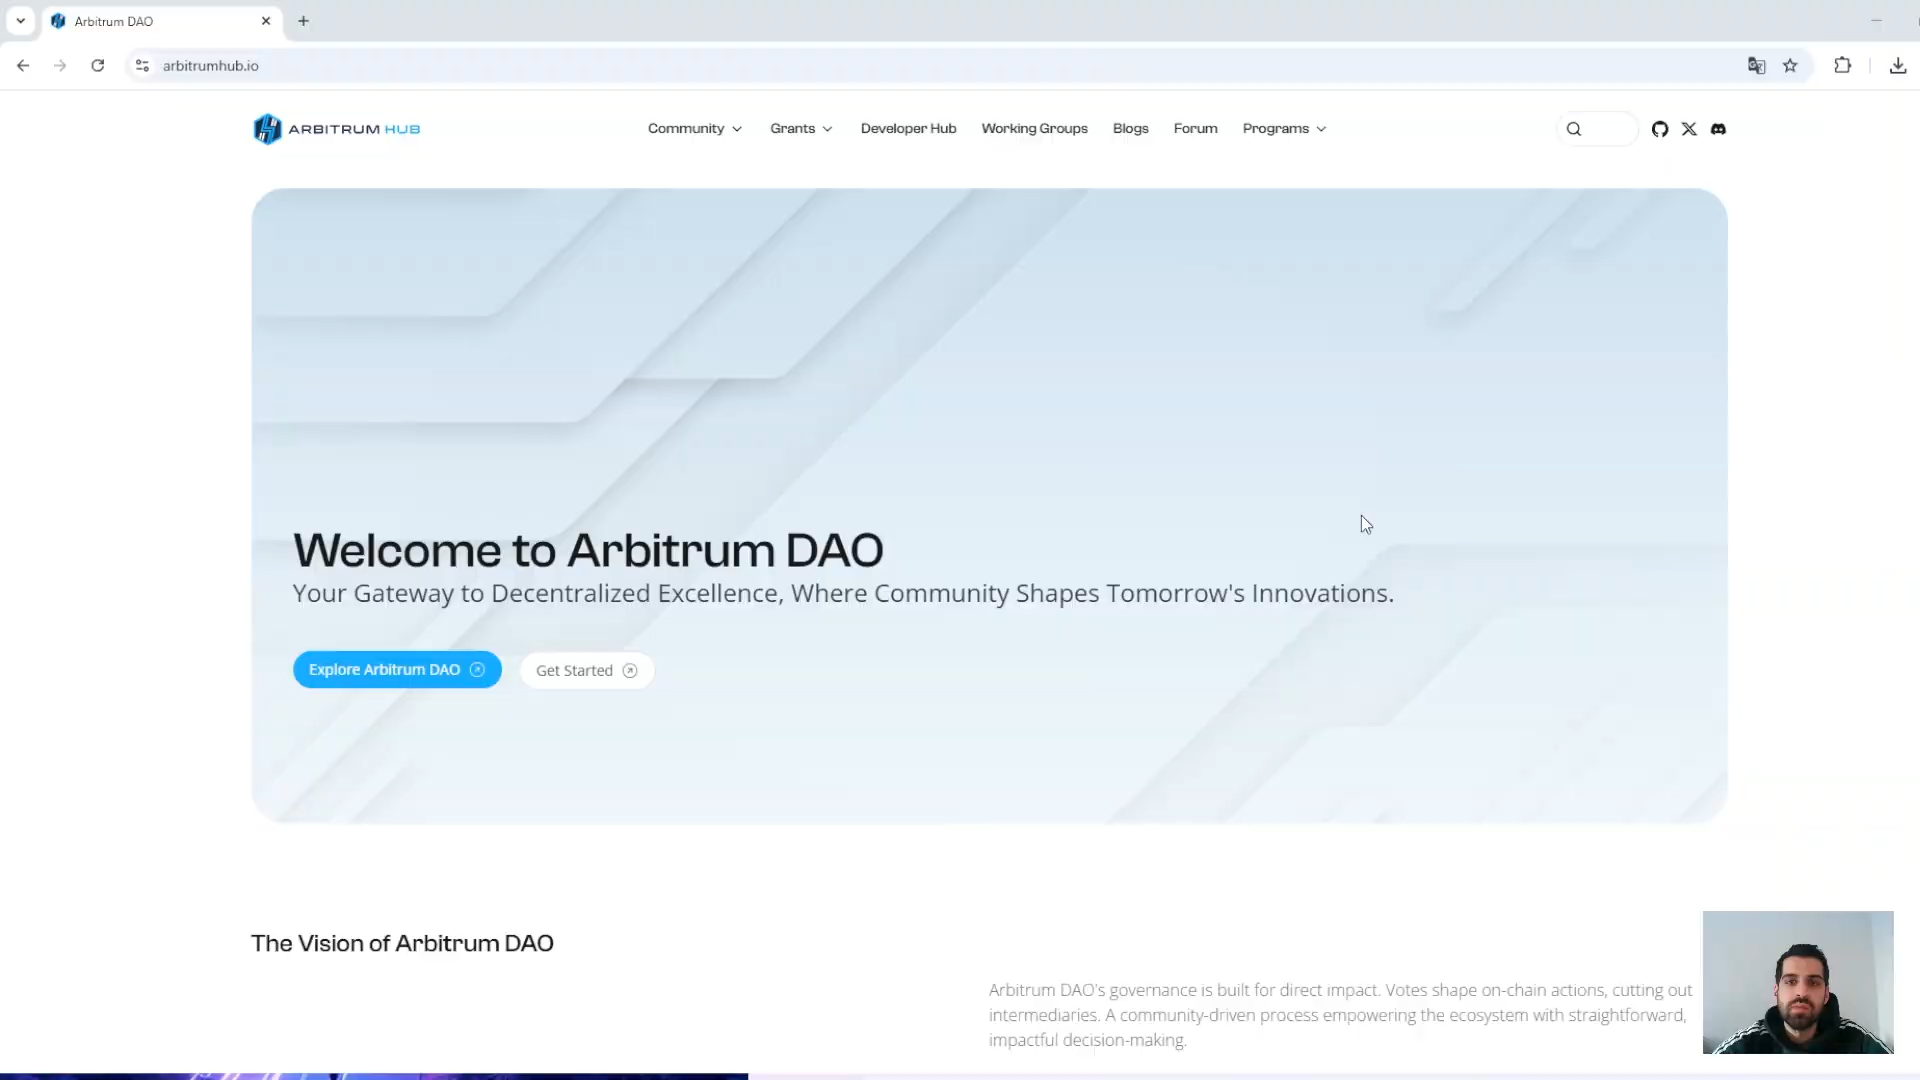 Arbitrum DAO
arbitrumhub.io
ARBITRUM HUB
Community
Grants
Developer Hub
Working Groups
Blogs
Forum
Programs
Welcome to Arbitrum DAO
Your Gateway to Decentralized Excellence, Where Community Shapes Tomorrow's Innovations.
Explore Arbitrum DAO
Get Started
The Vision of Arbitrum DAO
Arbitrum DAO's governance is built for direct impact. Votes shape on-chain actions, cutting out
intermediaries. A community-driven process empowering the ecosystem with straightforward,
impactful decision-making.